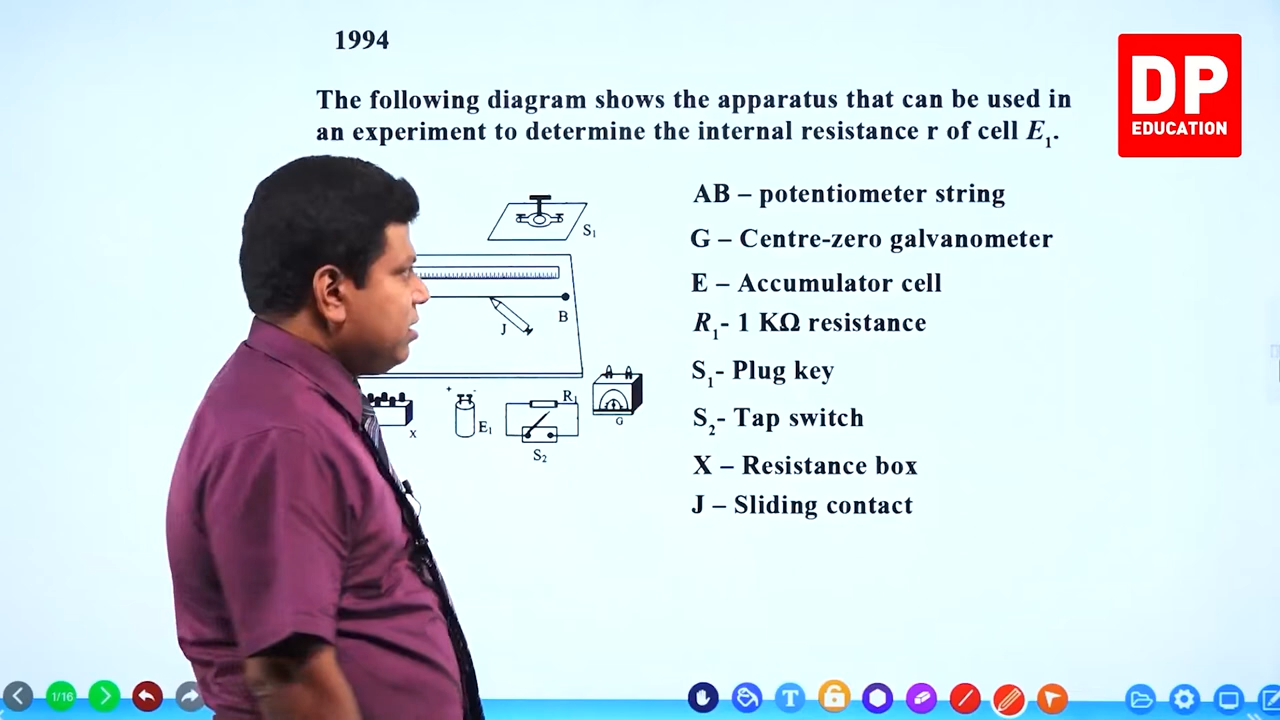 1994
DP
EDUCATION
The following diagram shows the apparatus that can be used in
an experiment to determine the internal resistance r of cell E₁.
AB – potentiometer string
G – Centre-zero galvanometer
E – Accumulator cell
R₁- 1 KΩ resistance
S₁- Plug key
S₂- Tap switch
X – Resistance box
J – Sliding contact
S₁
J
B
X
+ -
E₁
R₁
S₂
G
1/16
T